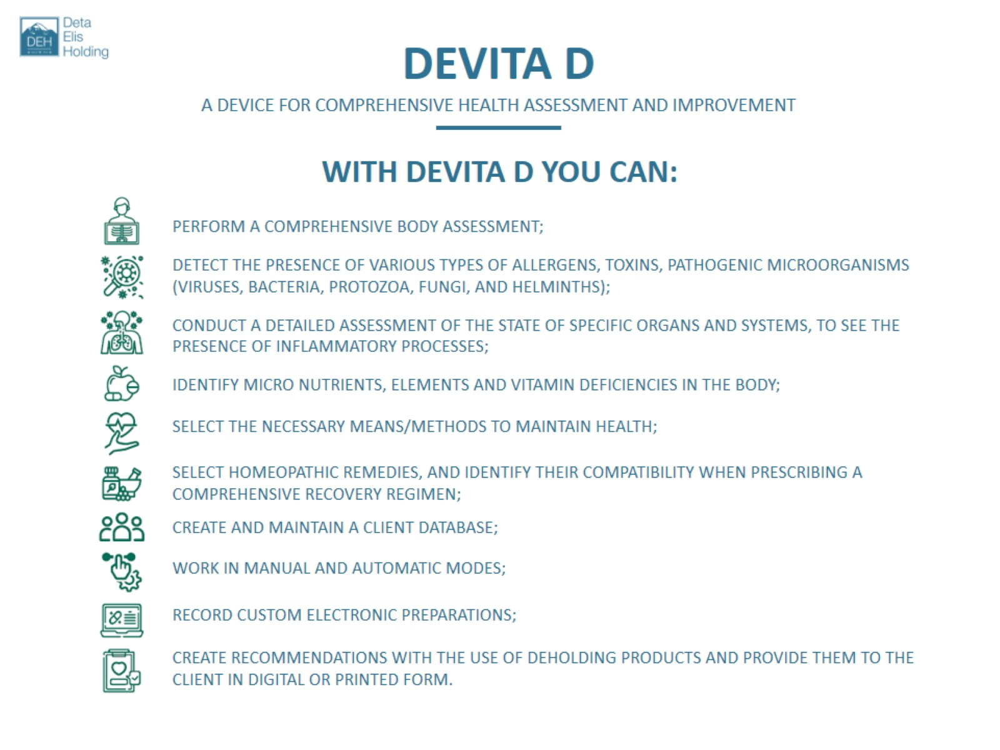 Deta
Elis
Holding
DEH
DEVITA D
A DEVICE FOR COMPREHENSIVE HEALTH ASSESSMENT AND IMPROVEMENT
WITH DEVITA D YOU CAN:
PERFORM A COMPREHENSIVE BODY ASSESSMENT;
DETECT THE PRESENCE OF VARIOUS TYPES OF ALLERGENS, TOXINS, PATHOGENIC MICROORGANISMS
(VIRUSES, BACTERIA, PROTOZOA, FUNGI, AND HELMINTHS);
CONDUCT A DETAILED ASSESSMENT OF THE STATE OF SPECIFIC ORGANS AND SYSTEMS, TO SEE THE
PRESENCE OF INFLAMMATORY PROCESSES;
IDENTIFY MICRO NUTRIENTS, ELEMENTS AND VITAMIN DEFICIENCIES IN THE BODY;
SELECT THE NECESSARY MEANS/METHODS TO MAINTAIN HEALTH;
SELECT HOMEOPATHIC REMEDIES, AND IDENTIFY THEIR COMPATIBILITY WHEN PRESCRIBING A
COMPREHENSIVE RECOVERY REGIMEN;
CREATE AND MAINTAIN A CLIENT DATABASE;
WORK IN MANUAL AND AUTOMATIC MODES;
RECORD CUSTOM ELECTRONIC PREPARATIONS;
CREATE RECOMMENDATIONS WITH THE USE OF DEHOLDING PRODUCTS AND PROVIDE THEM TO THE
CLIENT IN DIGITAL OR PRINTED FORM.